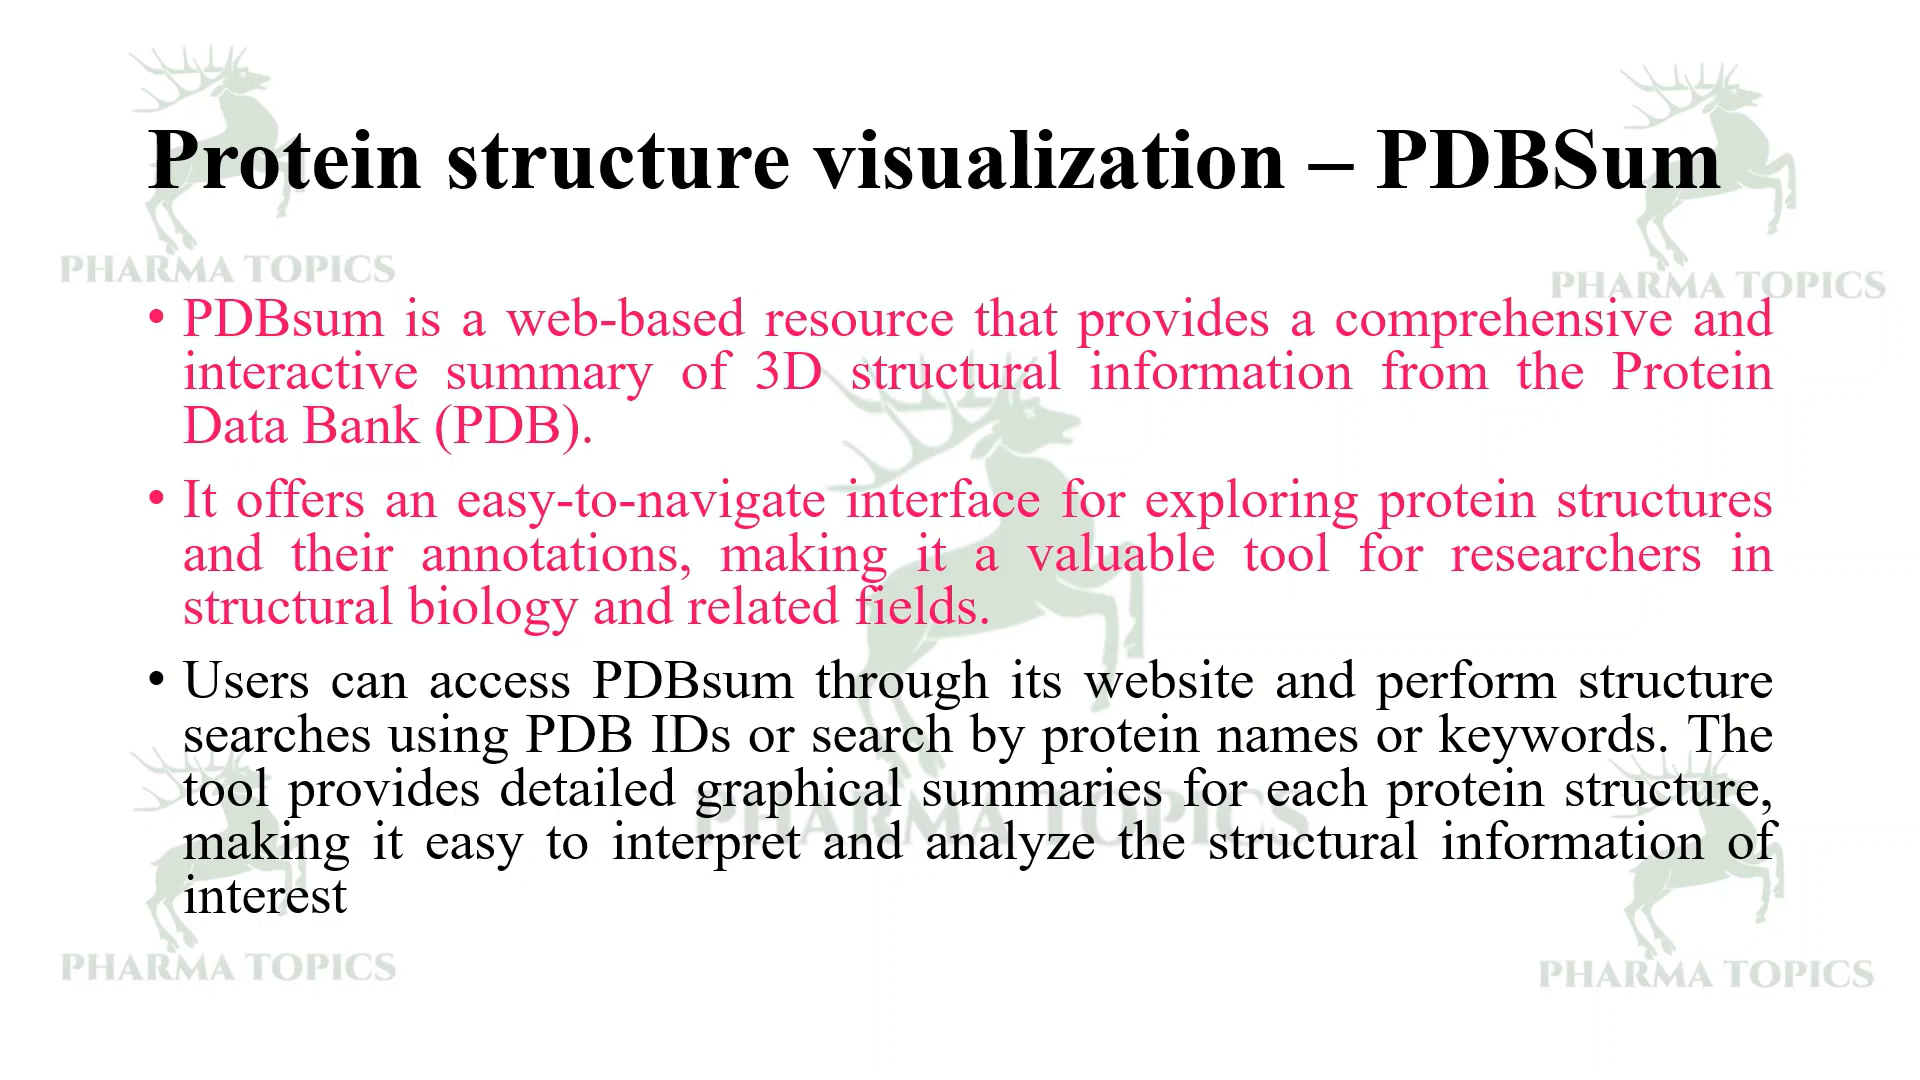 Protein structure visualization – PDBSum
PHARMA TOPICS
PHARMA TOPICS
• PDBsum is a web-based resource that provides a comprehensive and
interactive summary of 3D structural information from the Protein
Data Bank (PDB).
• It offers an easy-to-navigate interface for exploring protein structures
and their annotations, making it a valuable tool for researchers in
structural biology and related fields.
• Users can access PDBsum through its website and perform structure
searches using PDB IDs or search by protein names or keywords. The
tool provides detailed graphical summaries for each protein structure,
PHARMA TOPICS
making it easy to interpret and analyze the structural information of
interest
PHARMA TOPICS
PHARMA TOPICS